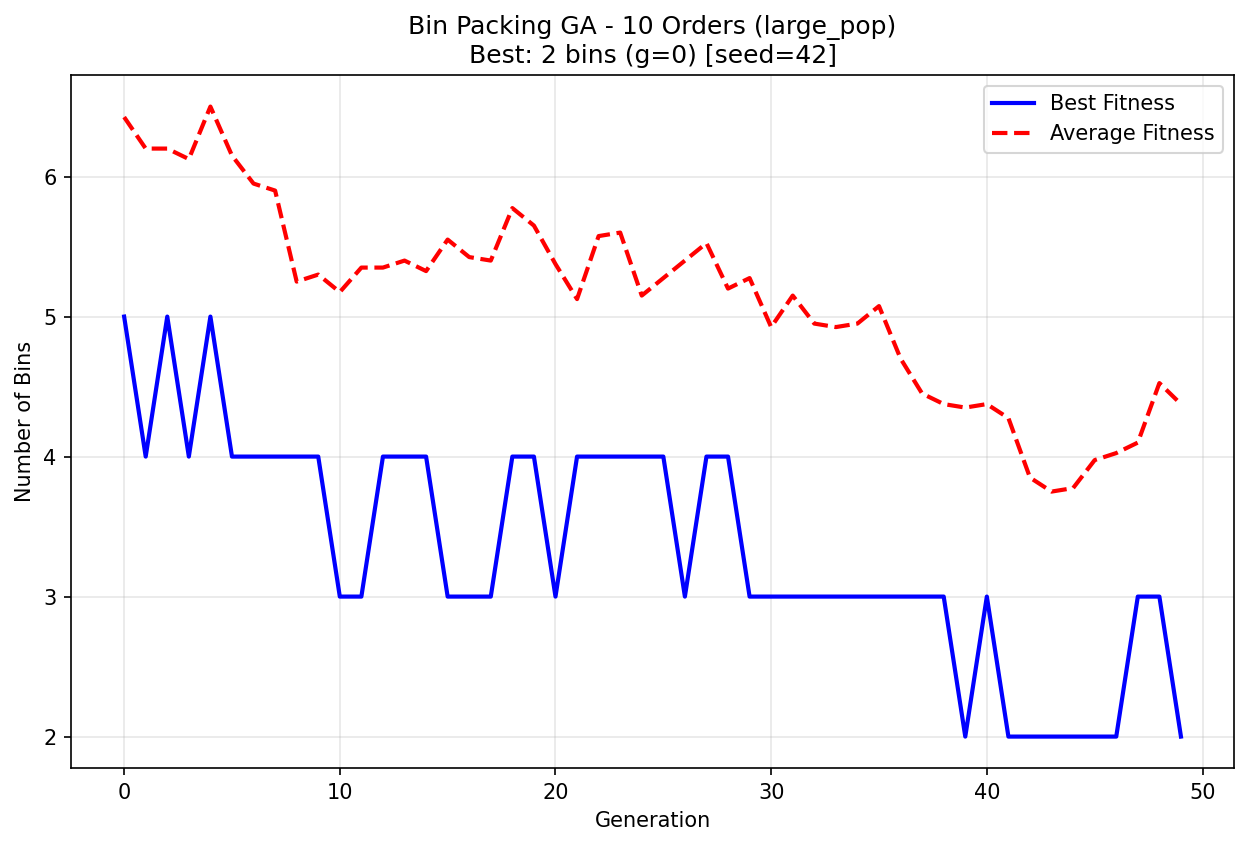 Bin Packing GA - 10 Orders (large_pop)
Best: 2 bins (g=0) [seed=42]
Best Fitness
Average Fitness
Number of Bins
6
5
4
3
2
0 10 20 30 40 50
Generation